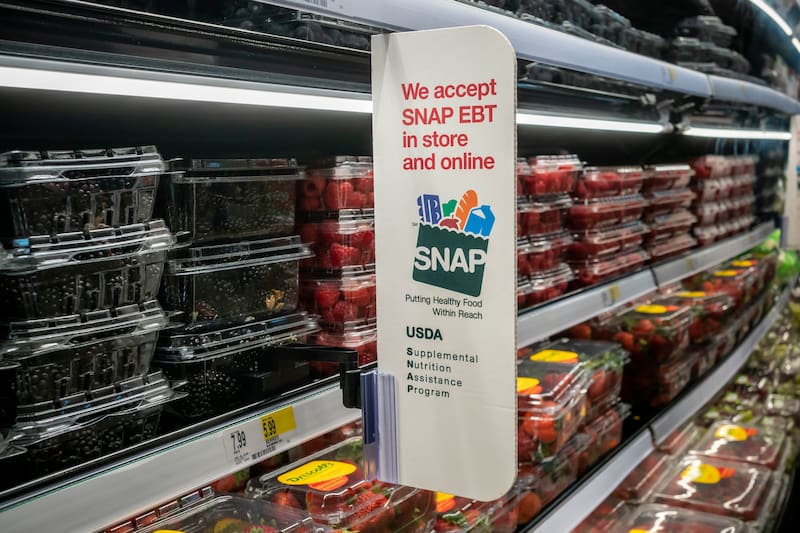 We accept
SNAP EBT
in store
and online
SNAP
Putting Healthy Food
Within Reach
USDA
Supplemental
Nutrition
Assistance
Program
7.99
5.99
Driscoll's